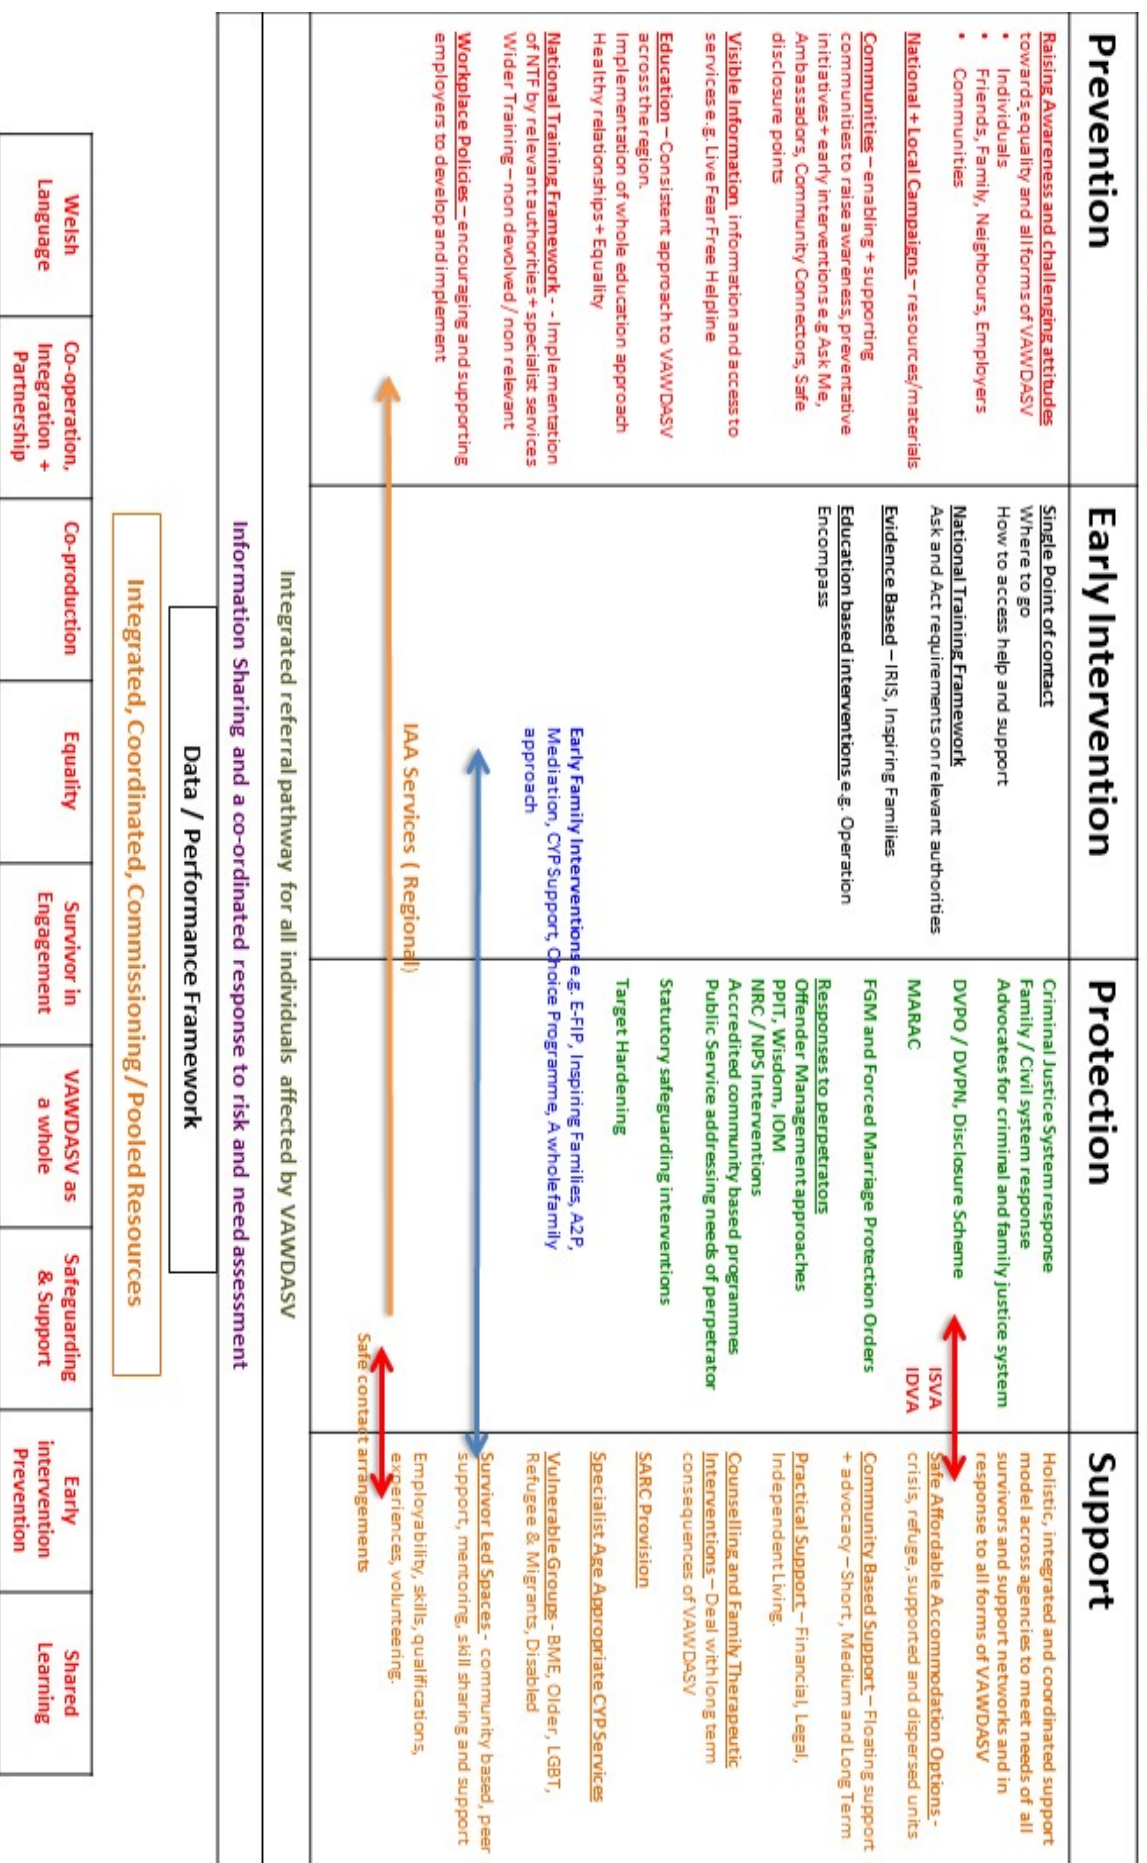 Prevention
Raising Awareness and challenging attitudes
towards equality and all forms of VAWDASV
• Individuals
• Friends, Family, Neighbours, Employers
• Communities
National + Local Campaigns – resources/materials
Communities – enabling + supporting
communities to raise awareness, preventative
initiatives + early interventions e.g Ask Me,
Ambassadors, Community Connectors, Safe
disclosure points
Visible Information information and access to
services e.g. Live Fear Free Helpline
Education – Consistent approach to VAWDASV
across the region.
Implementation of whole education approach
Healthy relationships + Equality
National Training Framework - - Implementation
of NTF by relevant authorities + specialist services
Wider Training – non devolved / non relevant
Workplace Policies – encouraging and supporting
employers to develop and implement
Early Intervention
Single Point of contact
Where to go
How to access help and support
National Training Framework
Ask and Act requirements on relevant authorities
Evidence Based – IRIS, Inspiring Families
Education based interventions e.g. Operation
Encompass
Early Family Interventions e.g. E-FIP, Inspiring Families, A2P,
Mediation, CYP Support, Choice Programme, A whole family
approach
IAA Services ( Regional)
Protection
Criminal Justice System response
Family / Civil system response
Advocates for criminal and family justice system
DVPO / DVPN, Disclosure Scheme
ISVA
MARAC
IDVA
FGM and Forced Marriage Protection Orders
Responses to perpetrators
Offender Management approaches
PPIT, Wisdom, IOM
NRC / NPS Interventions
Accredited community based programmes
Public Service addressing needs of perpetrator
Statutory safeguarding interventions
Target Hardening
Support
Holistic, integrated and coordinated support
model across agencies to meet needs of all
survivors and support networks and in
response to all forms of VAWDASV
Safe Affordable Accommodation Options -
crisis, refuge, supported and dispersed units
Community Based Support – Floating support
+ advocacy – Short, Medium and Long Term
Practical Support – Financial, Legal,
Independent Living.
Counselling and Family Therapeutic
Interventions – Deal with long term
consequences of VAWDASV
SARC Provision
Specialist Age Appropriate CYP Services
Vulnerable Groups - BME, Older, LGBT,
Refugee & Migrants, Disabled
Survivor Led Spaces - community based, peer
support, mentoring, skill sharing and support
Employability, skills, qualifications,
experiences, volunteering.
Safe contact arrangements
Integrated referral pathway for all individuals affected by VAWDASV
Information Sharing and a co-ordinated response to risk and need assessment
Data / Performance Framework
Integrated, Coordinated, Commissioning / Pooled Resources
Welsh
Language
Co-operation,
Integration +
Partnership
Co-production
Equality
Survivor in
Engagement
VAWDASV as
a whole
Safeguarding
& Support
Early
intervention
Prevention
Shared
Learning